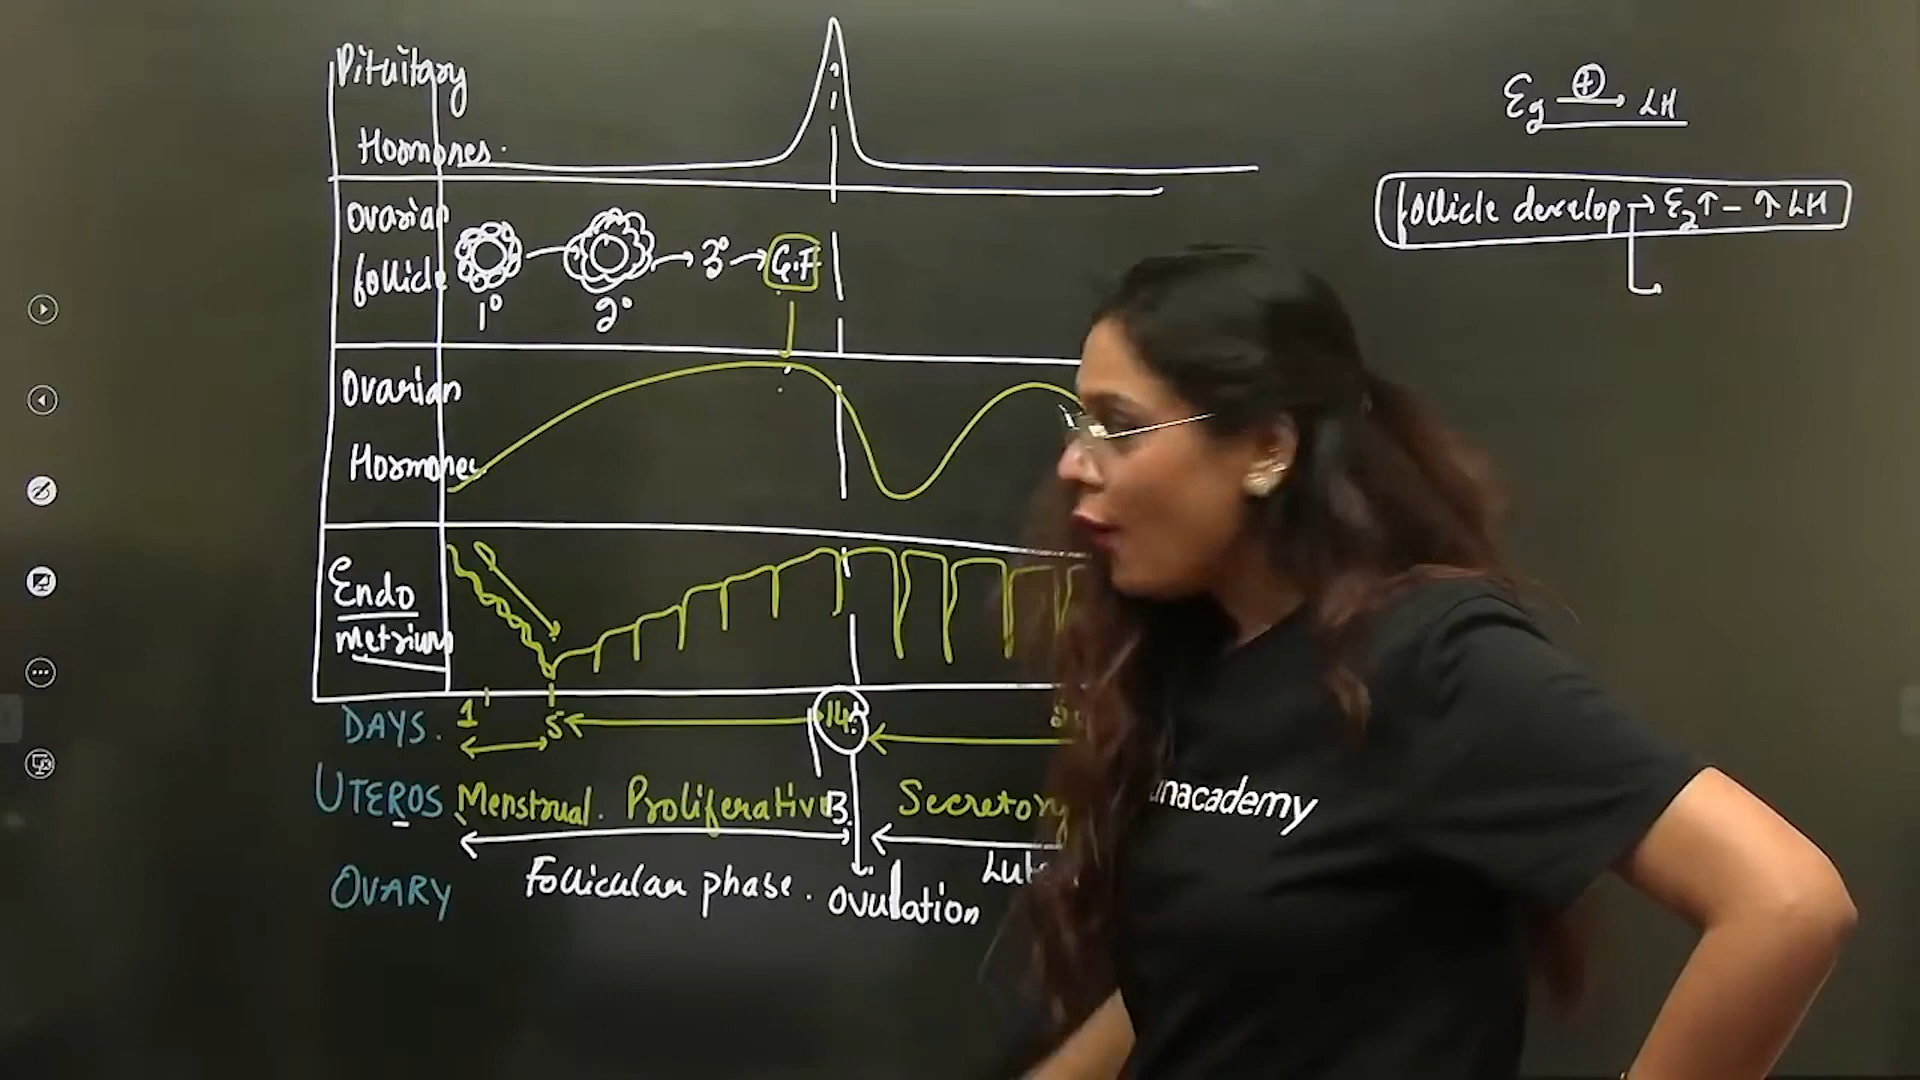 Pituitary
Hormones.
Ovarian
follicle
1° 2° 3° G.F
Ovarian
Hormones
Endo
metrium
DAYS. 1 5 14
UTEROS Menstrual. Proliferative Secretory
OVARY Follicular phase. Ovulation
⊕
→ LH
follicle develop → E2↑ - ↑ LH
unacademy